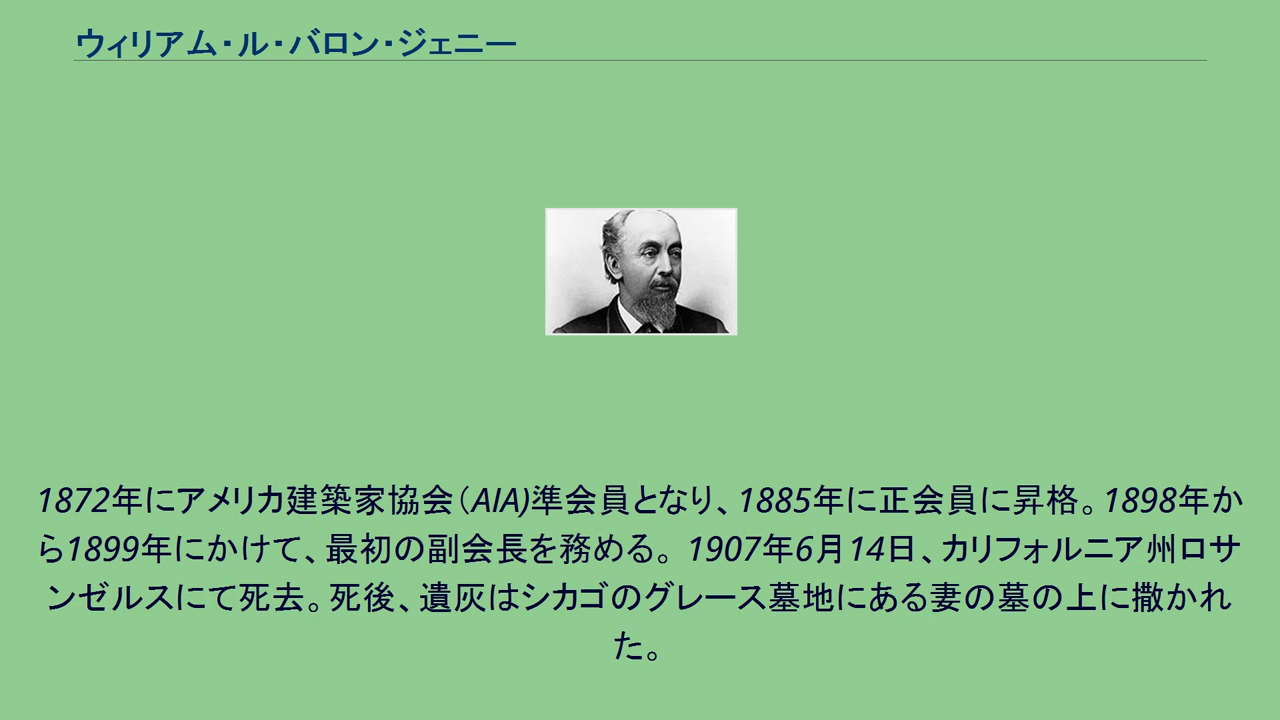 ウィリアム・ル・バロン・ジェニー
1872年にアメリカ建築家協会（AIA)準会員となり、1885年に正会員に昇格。1898年か
ら1899年にかけて、最初の副会長を務める。 1907年6月14日、カリフォルニア州ロサ
ンゼルスにて死去。死後、遺灰はシカゴのグレース墓地にある妻の墓の上に撒かれ
た。